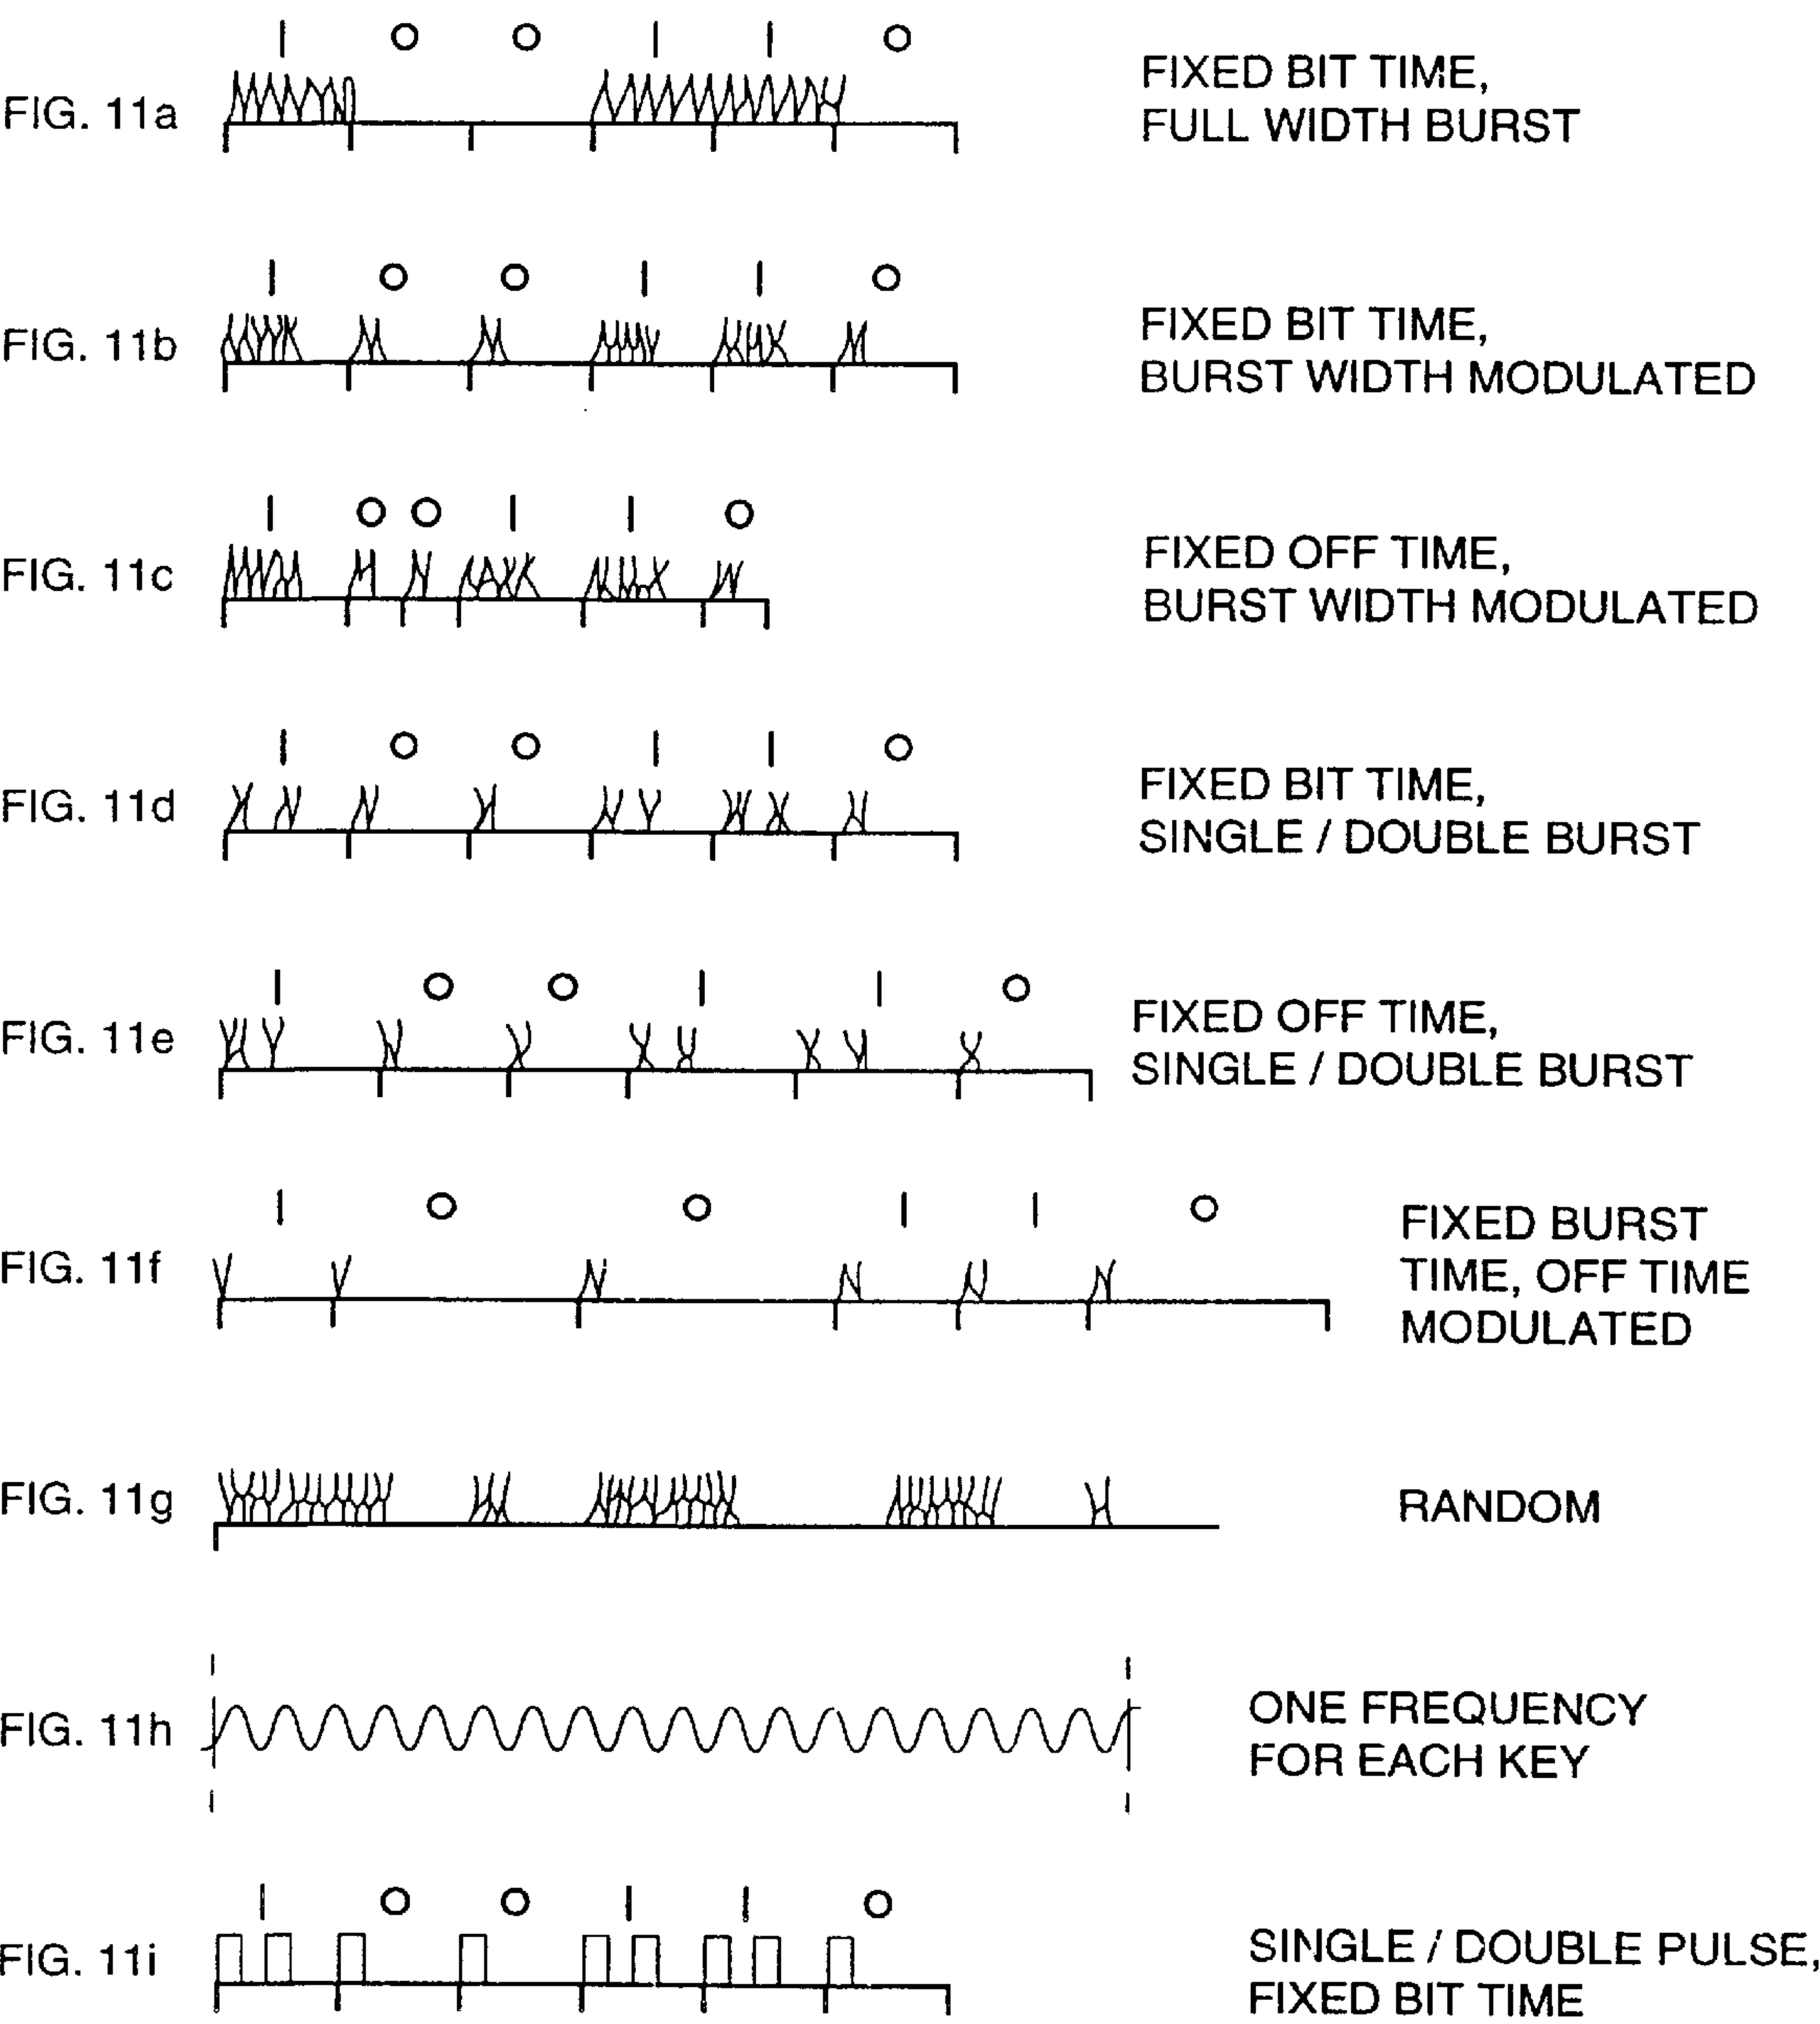 | O O | | O
FIG. 11a
FIXED BIT TIME,
FULL WIDTH BURST
| O O | | O
FIG. 11b
FIXED BIT TIME,
BURST WIDTH MODULATED
| O O | | O
FIG. 11c
FIXED OFF TIME,
BURST WIDTH MODULATED
| O O | | O
FIG. 11d
FIXED BIT TIME,
SINGLE / DOUBLE BURST
| O O | | O
FIG. 11e
FIXED OFF TIME,
SINGLE / DOUBLE BURST
| O O | | O
FIG. 11f
FIXED BURST
TIME, OFF TIME
MODULATED
FIG. 11g
RANDOM
FIG. 11h
ONE FREQUENCY
FOR EACH KEY
| O O | | O
FIG. 11i
SINGLE / DOUBLE PULSE,
FIXED BIT TIME